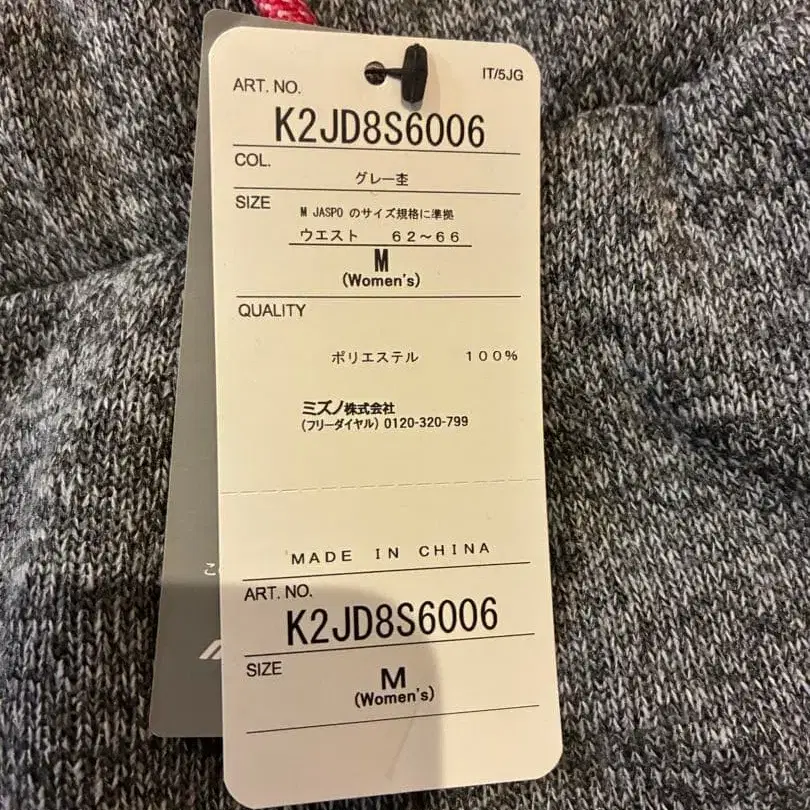 IT/5JG
ART. NO.
K2JD8S6006
COL.
グレー杢
SIZE
M JASPO のサイズ規格に準拠
ウエスト 62~66
M
(Women's)
QUALITY
ポリエステル 100%
ミズノ株式会社
(フリーダイヤル) 0120-320-799
MADE IN CHINA
こ
ART. NO.
K2JD8S6006
SIZE
M
(Women's)